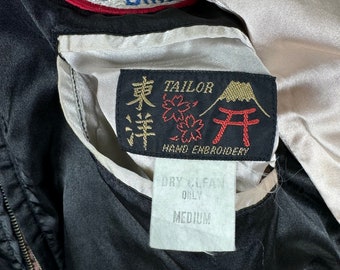 東洋
TAILOR
HAND EMBROIDERY
DRY CLEAN
ONLY
MEDIUM